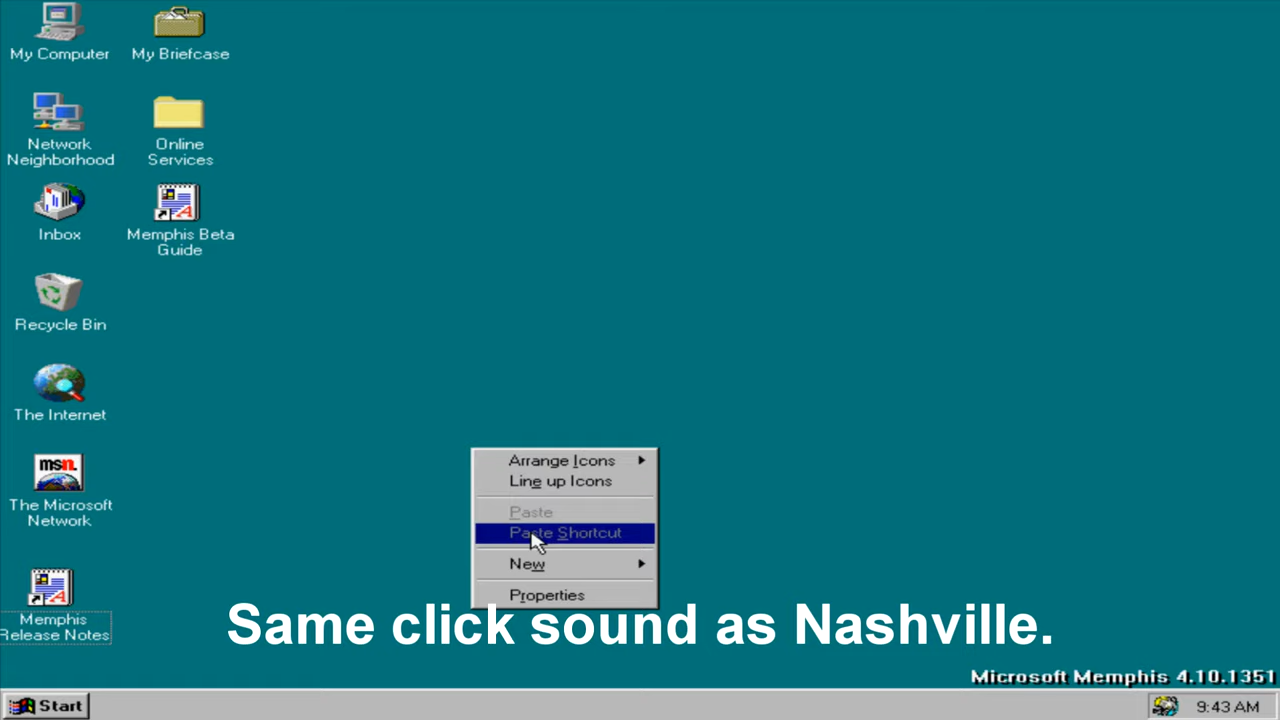 My Computer
My Briefcase
Network
Neighborhood
Online
Services
Inbox
Memphis Beta
Guide
Recycle Bin
The Internet
msn.
The Microsoft
Network
Memphis
Release Notes
Arrange Icons
Line up Icons
Paste
Paste Shortcut
New
Properties
Same click sound as Nashville.
Microsoft Memphis 4.10.1351
Start
9:43 AM